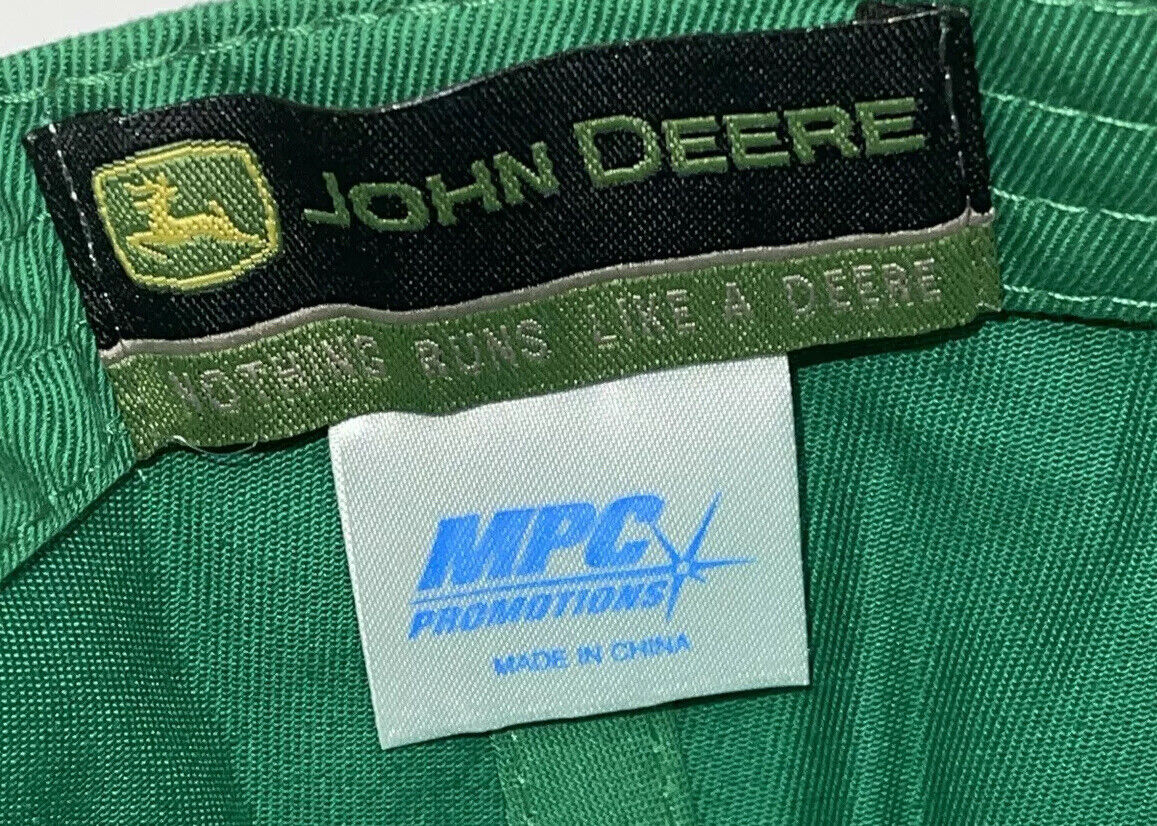 JOHN DEERE
NOTHING RUNS LIKE A DEERE
MPC
PROMOTIONS
MADE IN CHINA